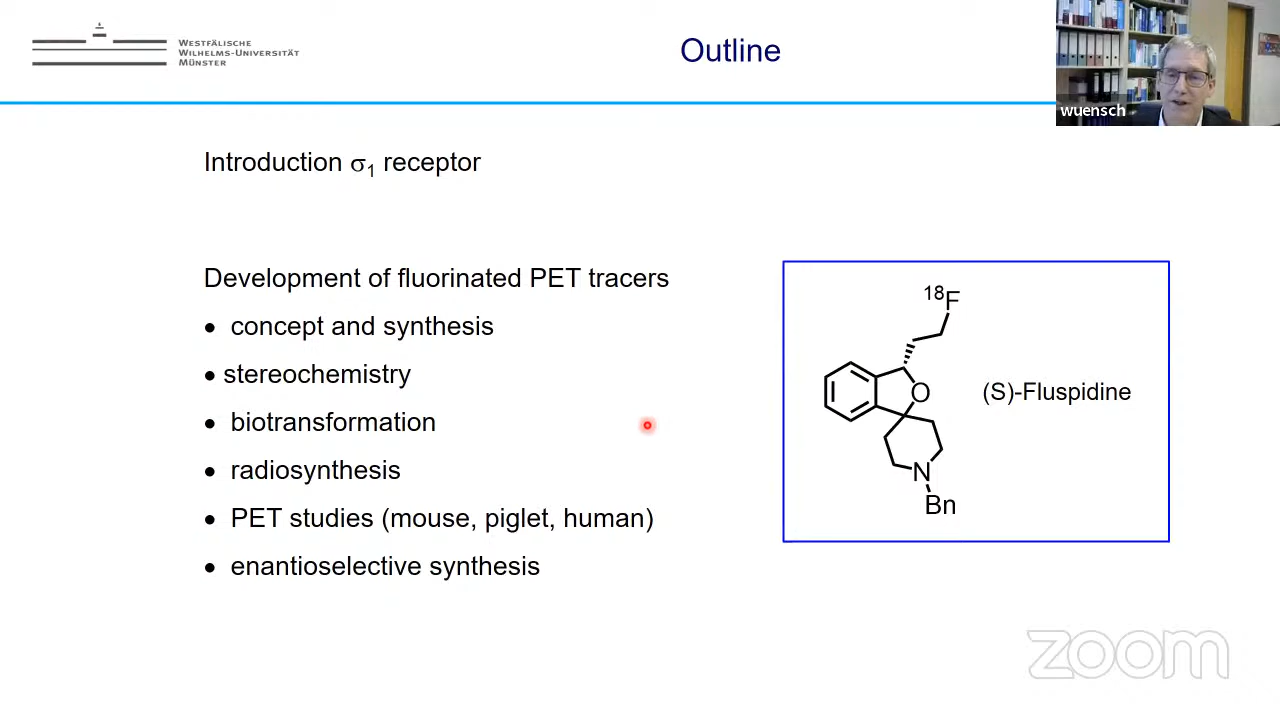 WESTFÄLISCHE
WILHELMS-UNIVERSITÄT
MÜNSTER
Outline
wuensch
Introduction σ₁ receptor
Development of fluorinated PET tracers
• concept and synthesis
• stereochemistry
• biotransformation
• radiosynthesis
• PET studies (mouse, piglet, human)
• enantioselective synthesis
¹⁸F
O
(S)-Fluspidine
N
Bn
zoom